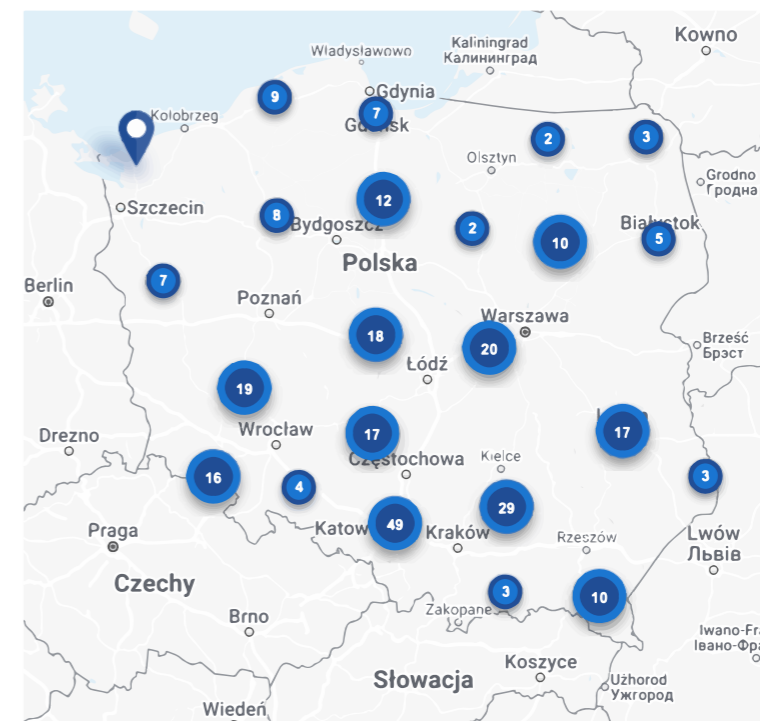 Kowno
Władysławowo
Kaliningrad
Калининград
9
Gdynia
7
Gdańsk
Kołobrzeg
2
3
Olsztyn
Grodno
Гродна
Szczecin
12
8
Bydgoszcz
2
10
Białystok
5
Polska
7
Berlin
Poznań
18
Warszawa
20
Brześć
Брэст
Łódź
19
Wrocław
17
17
Drezno
Częstochowa
Kielce
16
4
3
29
49
Katow
Kraków
Rzeszów
Lwów
Львів
Praga
Czechy
3
10
Zakopane
Brno
Iwano-Fra
Івано-Фра
Koszyce
Słowacja
Użhorod
Ужгород
Wiedeń